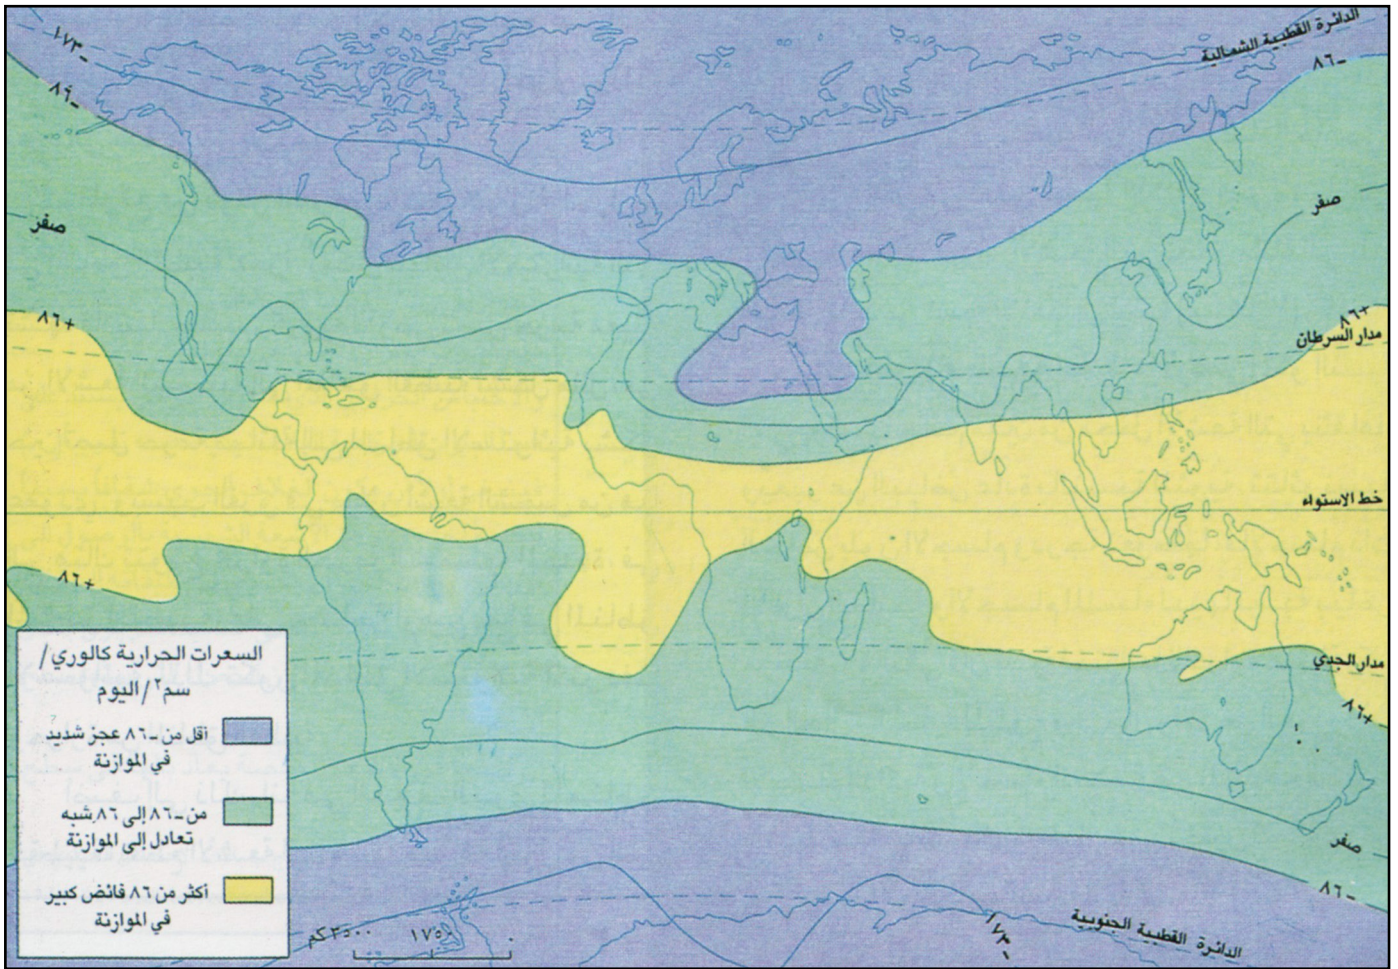 الدائرة القطبية الشمالية
١٧٣-
٨٦-
٨٦-
صفر
صفر
٨٦+
٨٦+
مدار السرطان
خط الاستواء
٨٦+
مدار الجدي
٨٦+
السعرات الحرارية كالوري/
سم٢/اليوم
أقل من -٨٦ عجز شديد
في الموازنة
من -٨٦ إلى ٨٦ شبه
تعادل إلى الموازنة
أكثر من ٨٦ فائض كبير
في الموازنة
صفر
٨٦-
الدائرة القطبية الجنوبية
١٧٣-
٣٥٠٠ كم ١٧٥٠ ٠